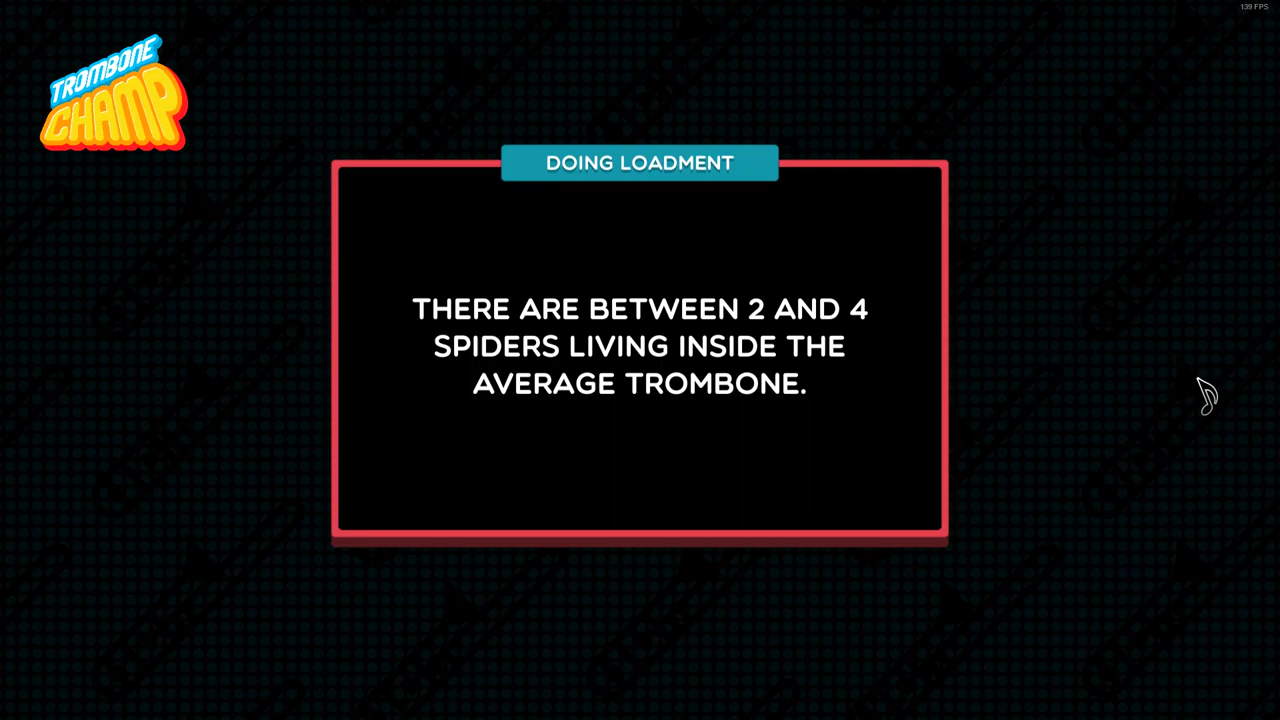 139 FPS
TROMBONE
CHAMP
DOING LOADMENT
THERE ARE BETWEEN 2 AND 4
SPIDERS LIVING INSIDE THE
AVERAGE TROMBONE.